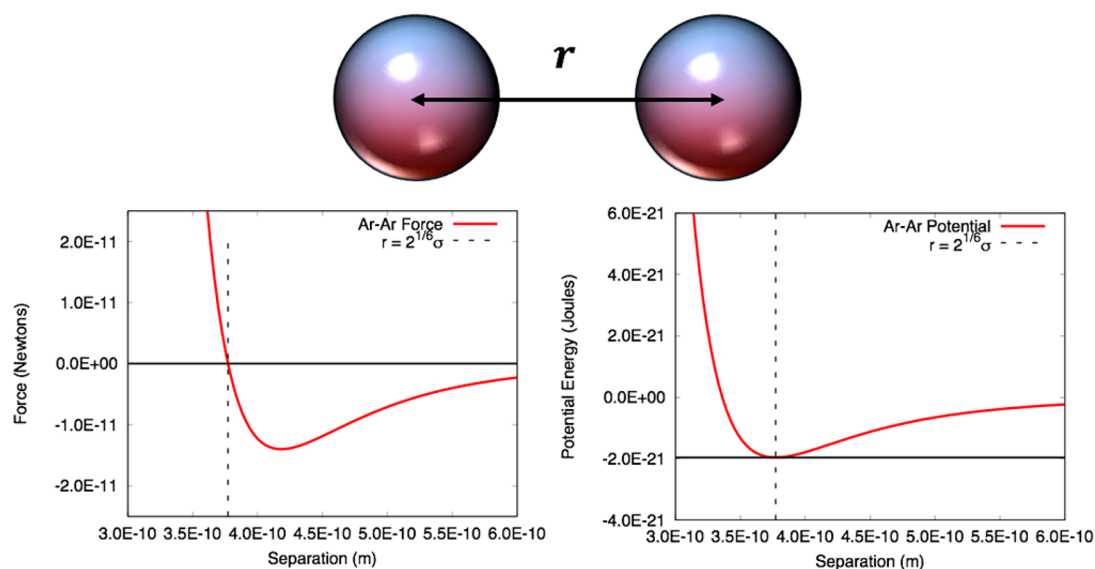 r
Ar-Ar Force
r = 2^1/6σ
2.0E-11
1.0E-11
0.0E+00
-1.0E-11
-2.0E-11
Force (Newtons)
3.0E-10 3.5E-10 4.0E-10 4.5E-10 5.0E-10 5.5E-10 6.0E-10
Separation (m)
Ar-Ar Potential
r = 2^1/6σ
6.0E-21
4.0E-21
2.0E-21
0.0E+00
-2.0E-21
-4.0E-21
Potential Energy (Joules)
3.0E-10 3.5E-10 4.0E-10 4.5E-10 5.0E-10 5.5E-10 6.0E-10
Separation (m)